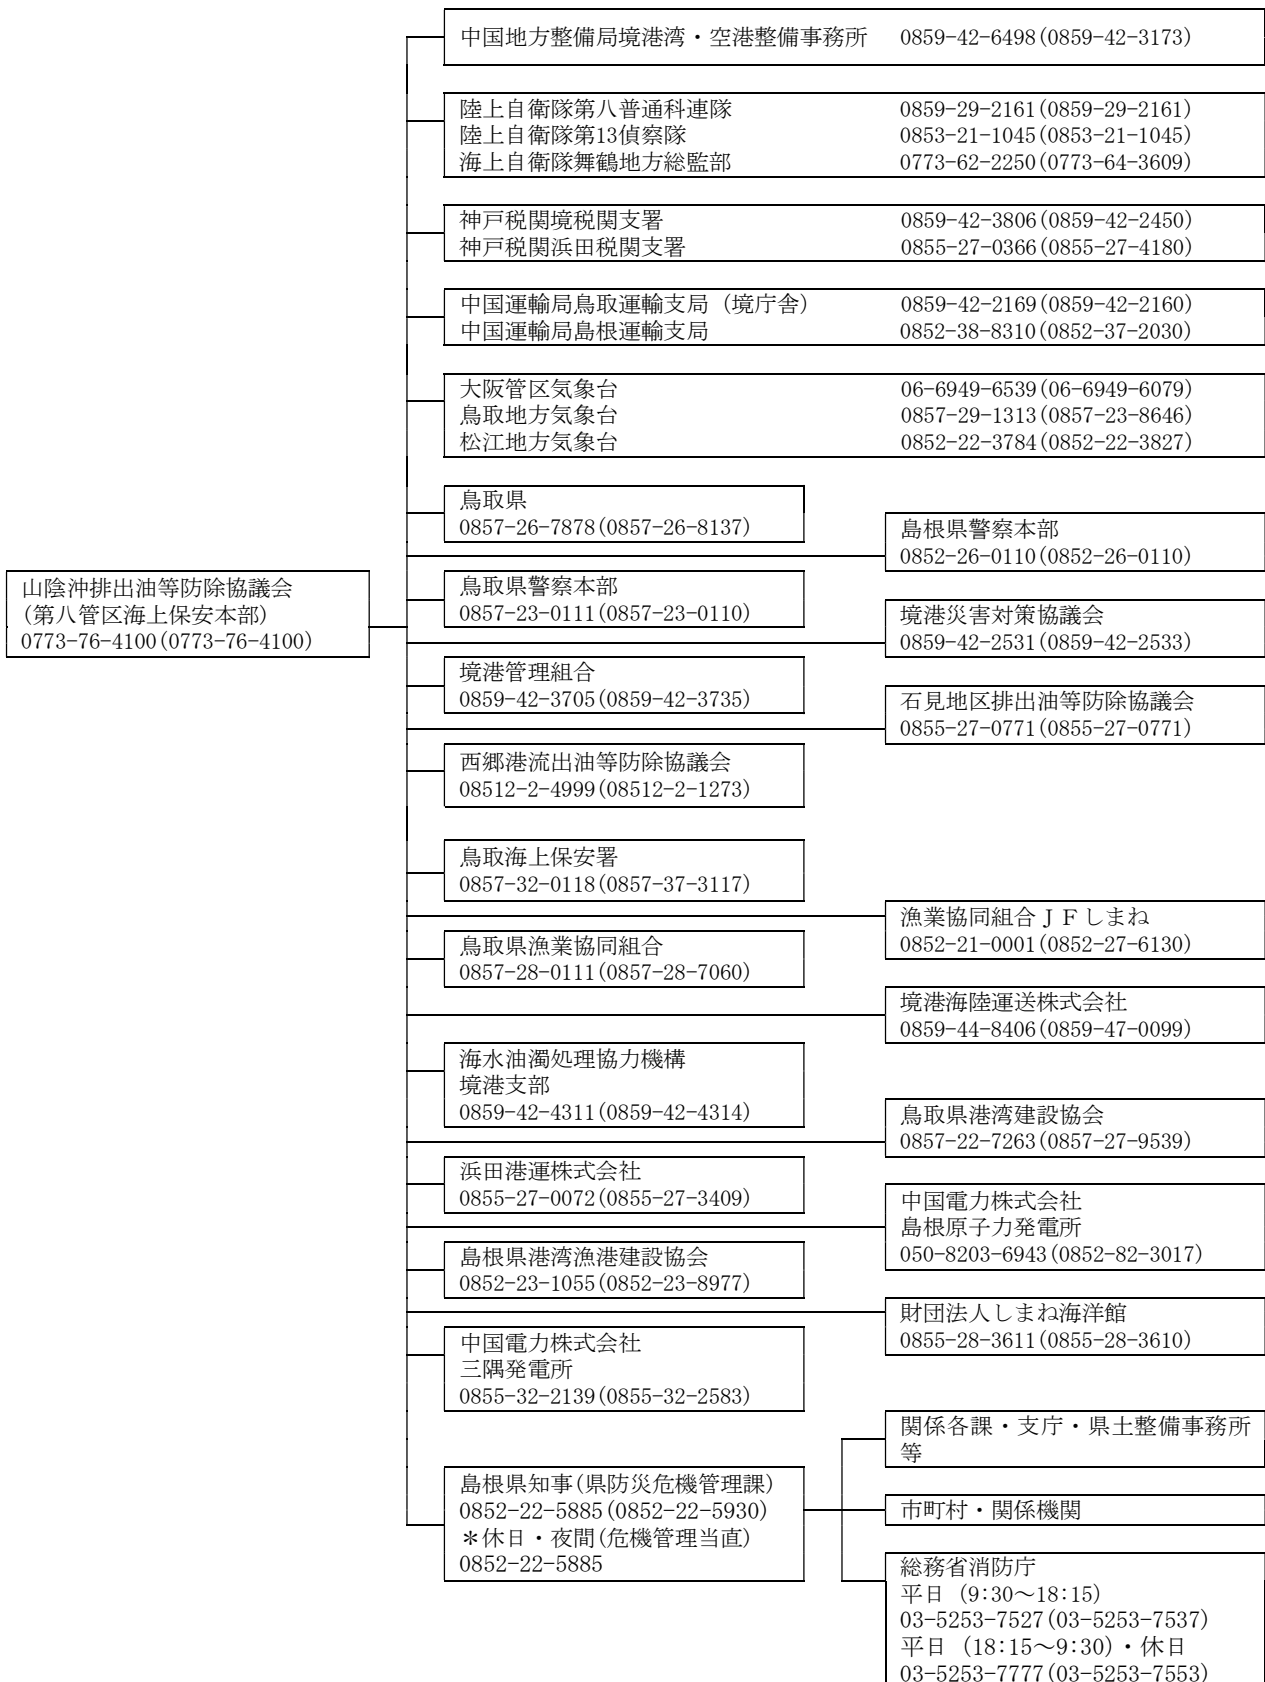 中国地方整備局境港湾・空港整備事務所 0859-42-6498(0859-42-3173)
陸上自衛隊第八普通科連隊 0859-29-2161(0859-29-2161)
陸上自衛隊第13偵察隊 0853-21-1045(0853-21-1045)
海上自衛隊舞鶴地方総監部 0773-62-2250(0773-64-3609)
神戸税関境税関支署 0859-42-3806(0859-42-2450)
神戸税関浜田税関支署 0855-27-0366(0855-27-4180)
中国運輸局鳥取運輸支局（境庁舎） 0859-42-2169(0859-42-2160)
中国運輸局島根運輸支局 0852-38-8310(0852-37-2030)
大阪管区気象台 06-6949-6539(06-6949-6079)
鳥取地方気象台 0857-29-1313(0857-23-8646)
松江地方気象台 0852-22-3784(0852-22-3827)
鳥取県
0857-26-7878(0857-26-8137)
島根県警察本部
0852-26-0110(0852-26-0110)
山陰沖排出油等防除協議会
(第八管区海上保安本部)
0773-76-4100(0773-76-4100)
鳥取県警察本部
0857-23-0111(0857-23-0110)
境港災害対策協議会
0859-42-2531(0859-42-2533)
境港管理組合
0859-42-3705(0859-42-3735)
石見地区排出油等防除協議会
0855-27-0771(0855-27-0771)
西郷港流出油等防除協議会
08512-2-4999(08512-2-1273)
鳥取海上保安署
0857-32-0118(0857-37-3117)
漁業協同組合ＪＦしまね
0852-21-0001(0852-27-6130)
鳥取県漁業協同組合
0857-28-0111(0857-28-7060)
境港海陸運送株式会社
0859-44-8406(0859-47-0099)
海水油濁処理協力機構
境港支部
0859-42-4311(0859-42-4314)
鳥取県港湾建設協会
0857-22-7263(0857-27-9539)
浜田港運株式会社
0855-27-0072(0855-27-3409)
中国電力株式会社
島根原子力発電所
050-8203-6943(0852-82-3017)
島根県港湾漁港建設協会
0852-23-1055(0852-23-8977)
財団法人しまね海洋館
0855-28-3611(0855-28-3610)
中国電力株式会社
三隅発電所
0855-32-2139(0855-32-2583)
関係各課・支庁・県土整備事務所
等
島根県知事(県防災危機管理課)
0852-22-5885(0852-22-5930)
＊休日・夜間(危機管理当直)
0852-22-5885
市町村・関係機関
総務省消防庁
平日（9:30～18:15）
03-5253-7527(03-5253-7537)
平日（18:15～9:30）・休日
03-5253-7777(03-5253-7553)